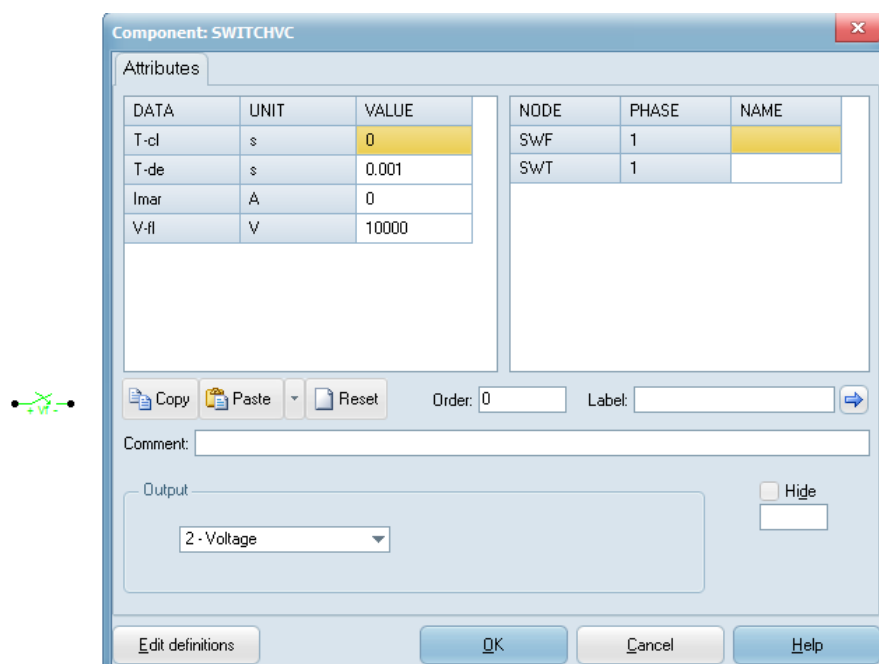 Component: SWITCHVC
Attributes
DATA UNIT VALUE
T-cl s 0
T-de s 0.001
Imar A 0
V-fl V 10000
NODE PHASE NAME
SWF 1
SWT 1
+ Vf -
Copy Paste Reset Order: 0 Label:
Comment:
Output
2 - Voltage
Hide
Edit definitions OK Cancel Help